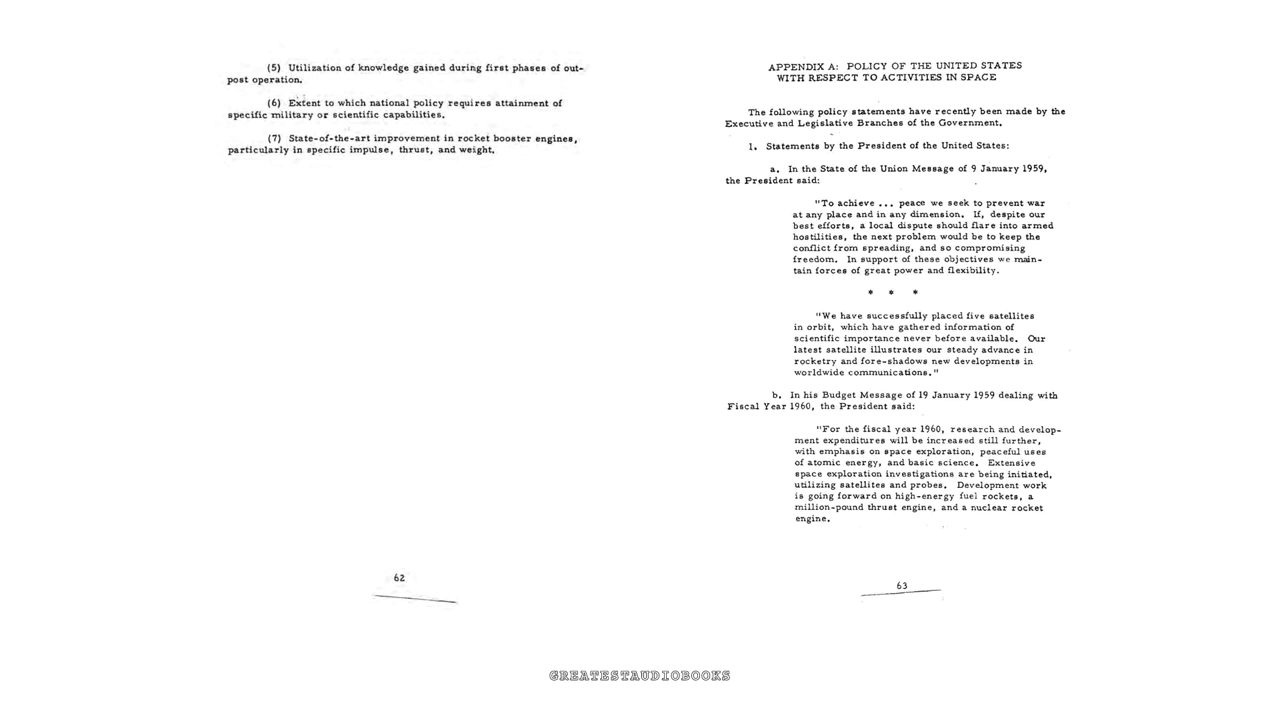 (5) Utilization of knowledge gained during first phases of out-
post operation.
(6) Extent to which national policy requires attainment of
specific military or scientific capabilities.
(7) State-of-the-art improvement in rocket booster engines,
particularly in specific impulse, thrust, and weight.
62
APPENDIX A: POLICY OF THE UNITED STATES
WITH RESPECT TO ACTIVITIES IN SPACE
The following policy statements have recently been made by the
Executive and Legislative Branches of the Government.
1. Statements by the President of the United States:
a. In the State of the Union Message of 9 January 1959,
the President said:
"To achieve ... peace we seek to prevent war
at any place and in any dimension. If, despite our
best efforts, a local dispute should flare into armed
hostilities, the next problem would be to keep the
conflict from spreading, and so compromising
freedom. In support of these objectives we main-
tain forces of great power and flexibility.
* * *
"We have successfully placed five satellites
in orbit, which have gathered information of
scientific importance never before available. Our
latest satellite illustrates our steady advance in
rocketry and fore-shadows new developments in
worldwide communications."
b. In his Budget Message of 19 January 1959 dealing with
Fiscal Year 1960, the President said:
"For the fiscal year 1960, research and develop-
ment expenditures will be increased still further,
with emphasis on space exploration, peaceful uses
of atomic energy, and basic science. Extensive
space exploration investigations are being initiated,
utilizing satellites and probes. Development work
is going forward on high-energy fuel rockets, a
million-pound thrust engine, and a nuclear rocket
engine.
63
GREATESTAUDIOBOOKS